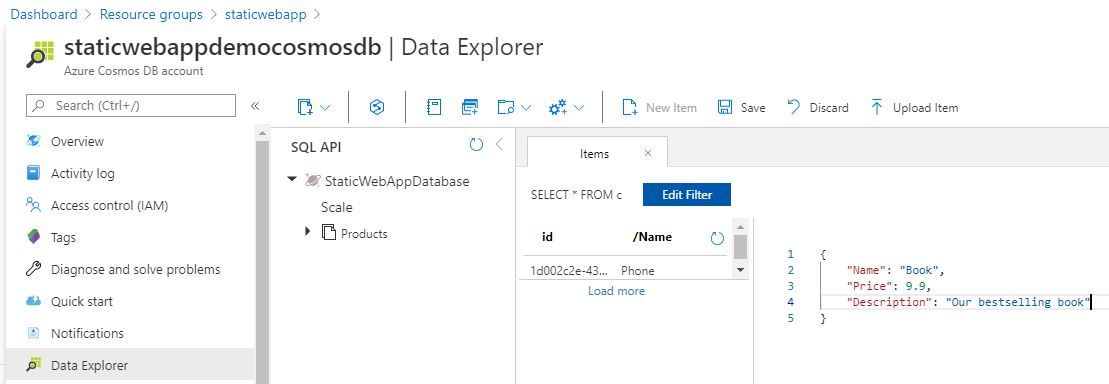 Dashboard > Resource groups > staticwebapp >
staticwebappdemocosmosdb | Data Explorer
Azure Cosmos DB account
Search (Ctrl+/) «
New Item Save Discard Upload Item
Overview
Activity log
Access control (IAM)
Tags
Diagnose and solve problems
Quick start
Notifications
Data Explorer
SQL API
StaticWebAppDatabase
Scale
Products
Items ×
SELECT * FROM c Edit Filter
id /Name
1d002c2e-43... Phone
Load more
1 {
2 "Name": "Book",
3 "Price": 9.9,
4 "Description": "Our bestselling book"
5 }